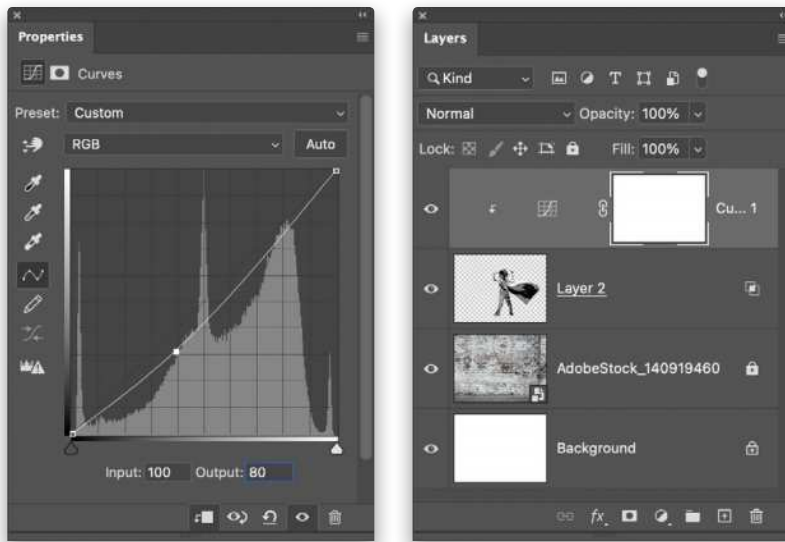 Properties
Curves
Preset: Custom
RGB
Auto
Input: 100 Output: 80
Layers
Kind
Normal
Opacity: 100%
Lock:
Fill: 100%
Cu... 1
Layer 2
AdobeStock_140919460
Background
fx